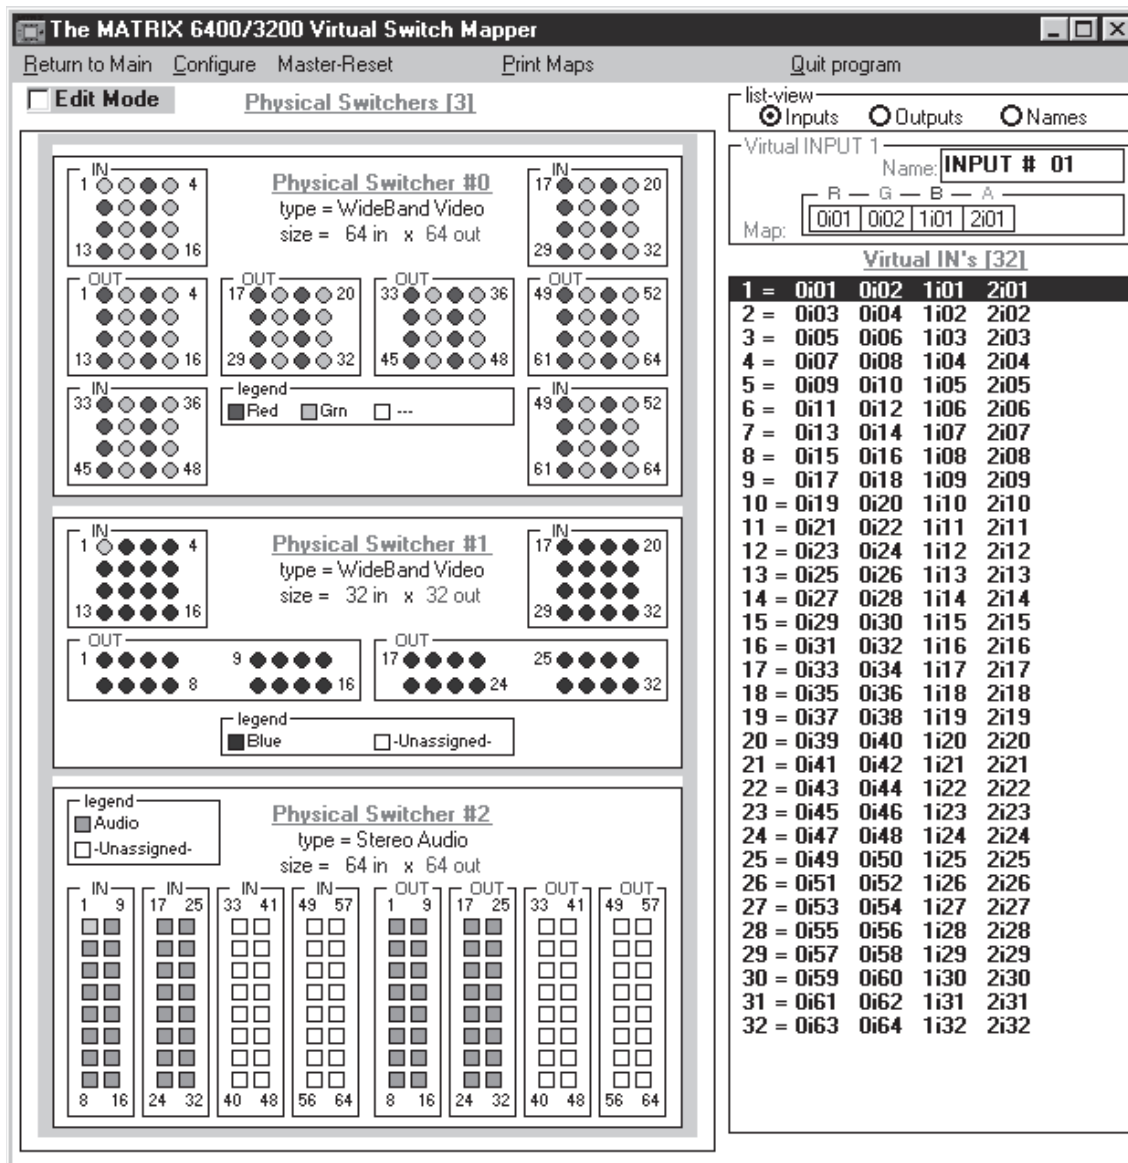 The MATRIX 6400/3200 Virtual Switch Mapper
Return to Main Configure Master-Reset Print Maps Quit program
Edit Mode
Physical Switchers [3]
IN
1 4
13 16
Physical Switcher #0
type = WideBand Video
size = 64 in x 64 out
IN
17 20
29 32
OUT
1 4
13 16
OUT
17 20
29 32
OUT
33 36
45 48
OUT
49 52
61 64
IN
33 36
45 48
legend
Red Grn ---
IN
49 52
61 64
IN
1 4
13 16
Physical Switcher #1
type = WideBand Video
size = 32 in x 32 out
IN
17 20
29 32
OUT
1 9
8 16
OUT
17 25
24 32
legend
Blue -Unassigned-
legend
Audio
-Unassigned-
Physical Switcher #2
type = Stereo Audio
size = 64 in x 64 out
IN IN IN IN OUT OUT OUT OUT
1 9 17 25 33 41 49 57 1 9 17 25 33 41 49 57
8 16 24 32 40 48 56 64 8 16 24 32 40 48 56 64
list-view
Inputs Outputs Names
Virtual INPUT 1
Name: INPUT # 01
R G B A
Map: 0i01 0i02 1i01 2i01
Virtual IN's [32]
1 = 0i01 0i02 1i01 2i01
2 = 0i03 0i04 1i02 2i02
3 = 0i05 0i06 1i03 2i03
4 = 0i07 0i08 1i04 2i04
5 = 0i09 0i10 1i05 2i05
6 = 0i11 0i12 1i06 2i06
7 = 0i13 0i14 1i07 2i07
8 = 0i15 0i16 1i08 2i08
9 = 0i17 0i18 1i09 2i09
10 = 0i19 0i20 1i10 2i10
11 = 0i21 0i22 1i11 2i11
12 = 0i23 0i24 1i12 2i12
13 = 0i25 0i26 1i13 2i13
14 = 0i27 0i28 1i14 2i14
15 = 0i29 0i30 1i15 2i15
16 = 0i31 0i32 1i16 2i16
17 = 0i33 0i34 1i17 2i17
18 = 0i35 0i36 1i18 2i18
19 = 0i37 0i38 1i19 2i19
20 = 0i39 0i40 1i20 2i20
21 = 0i41 0i42 1i21 2i21
22 = 0i43 0i44 1i22 2i22
23 = 0i45 0i46 1i23 2i23
24 = 0i47 0i48 1i24 2i24
25 = 0i49 0i50 1i25 2i25
26 = 0i51 0i52 1i26 2i26
27 = 0i53 0i54 1i27 2i27
28 = 0i55 0i56 1i28 2i28
29 = 0i57 0i58 1i29 2i29
30 = 0i59 0i60 1i30 2i30
31 = 0i61 0i62 1i31 2i31
32 = 0i63 0i64 1i32 2i32